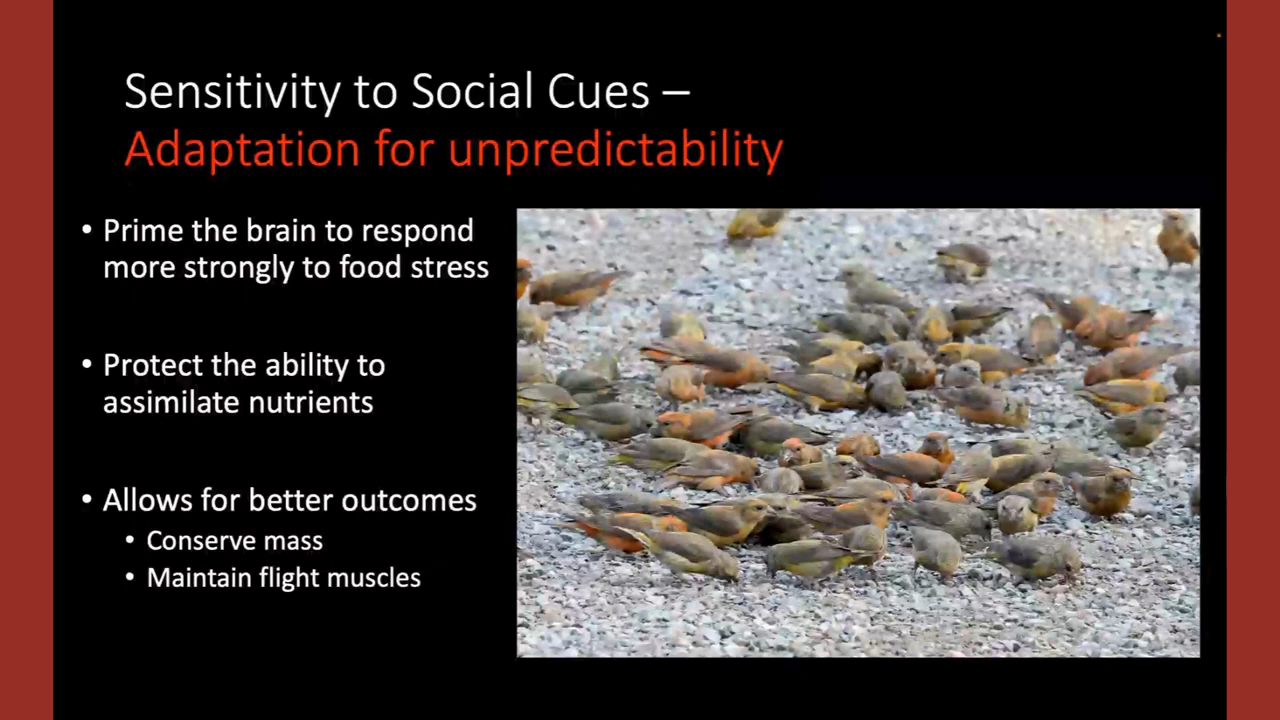 Sensitivity to Social Cues –
Adaptation for unpredictability
• Prime the brain to respond
more strongly to food stress
• Protect the ability to
assimilate nutrients
• Allows for better outcomes
• Conserve mass
• Maintain flight muscles